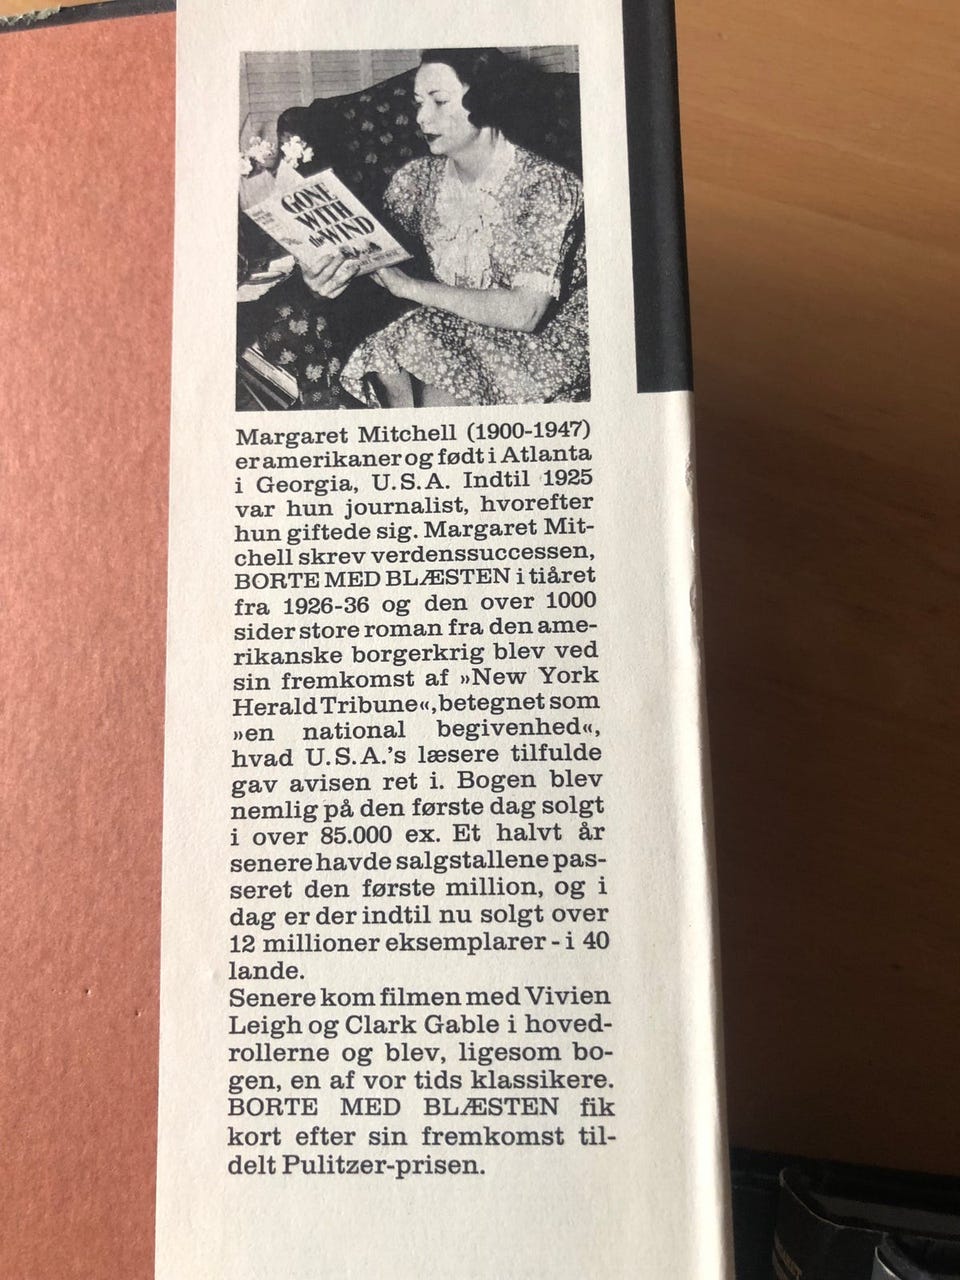 GONE
WITH
the WIND
Margaret Mitchell (1900-1947)
er amerikaner og født i Atlanta
i Georgia, U.S.A. Indtil 1925
var hun journalist, hvorefter
hun giftede sig. Margaret Mit-
chell skrev verdenssuccessen,
BORTE MED BLÆSTEN i tiåret
fra 1926-36 og den over 1000
sider store roman fra den ame-
rikanske borgerkrig blev ved
sin fremkomst af »New York
Herald Tribune«, betegnet som
»en national begivenhed«,
hvad U.S.A.'s læsere tilfulde
gav avisen ret i. Bogen blev
nemlig på den første dag solgt
i over 85.000 ex. Et halvt år
senere havde salgstallene pas-
seret den første million, og i
dag er der indtil nu solgt over
12 millioner eksemplarer - i 40
lande.
Senere kom filmen med Vivien
Leigh og Clark Gable i hoved-
rollerne og blev, ligesom bo-
gen, en af vor tids klassikere.
BORTE MED BLÆSTEN fik
kort efter sin fremkomst til-
delt Pulitzer-prisen.